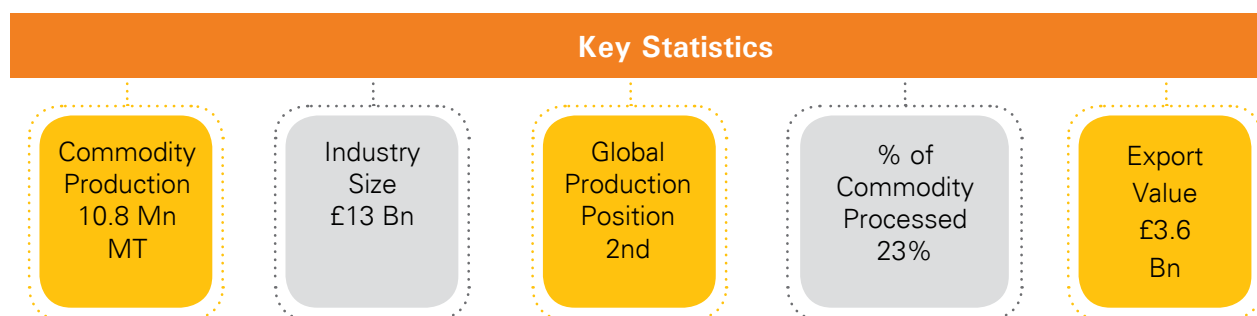 Key Statistics
Commodity
Production
10.8 Mn
MT
Industry
Size
£13 Bn
Global
Production
Position
2nd
% of
Commodity
Processed
23%
Export
Value
£3.6
Bn